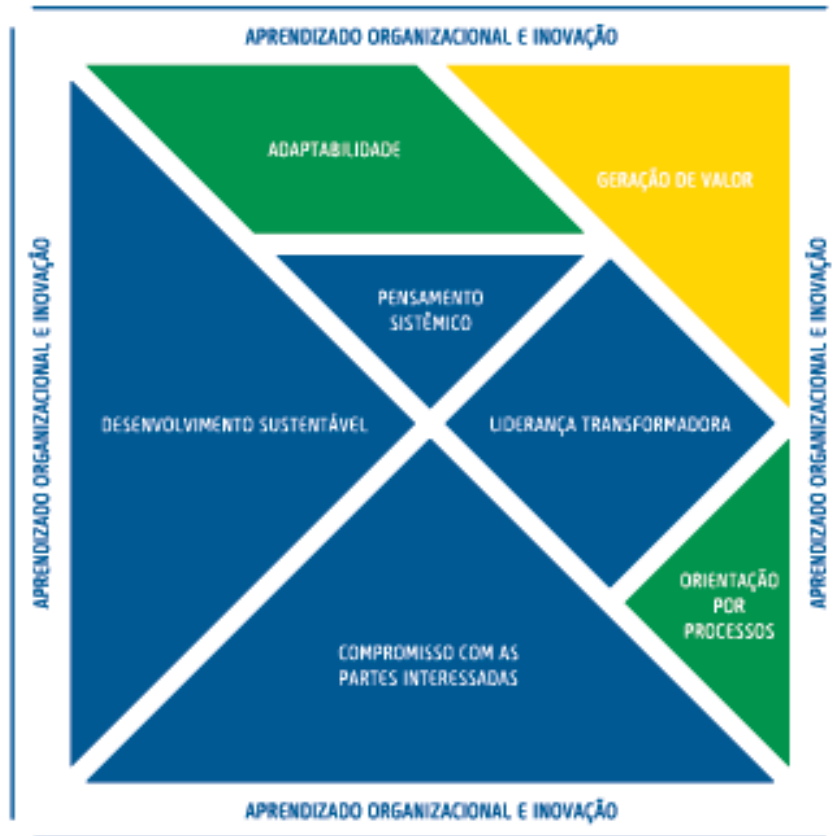 APRENDIZADO ORGANIZACIONAL E INOVAÇÃO
ADAPTABILIDADE
GERAÇÃO DE VALOR
APRENDIZADO ORGANIZACIONAL E INOVAÇÃO
APRENDIZADO ORGANIZACIONAL E INOVAÇÃO
PENSAMENTO
SISTÊMICO
DESENVOLVIMENTO SUSTENTÁVEL
LIDERANÇA TRANSFORMADORA
ORIENTAÇÃO
POR
PROCESSOS
COMPROMISSO COM AS
PARTES INTERESSADAS
APRENDIZADO ORGANIZACIONAL E INOVAÇÃO